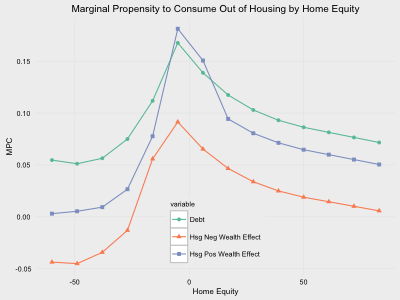 Marginal Propensity to Consume Out of Housing by Home Equity
MPC
0.15
0.10
0.05
0.00
-0.05
variable
Debt
Hsg Neg Wealth Effect
Hsg Pos Wealth Effect
-50
0
50
Home Equity